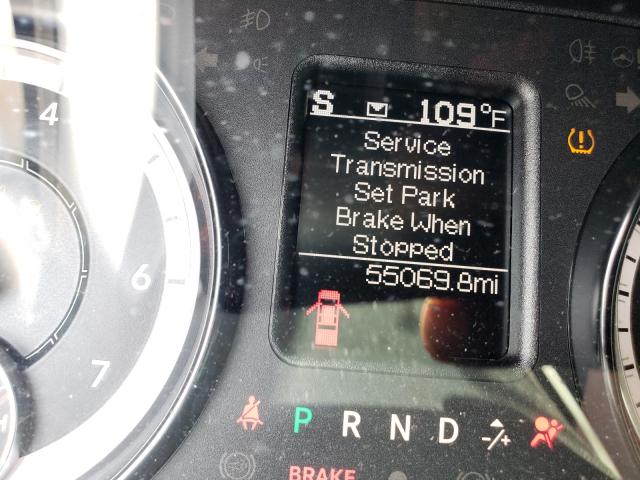 4
6
7
S 109°F
Service
Transmission
Set Park
Brake When
Stopped
55069.8mi
P R N D -/+
BRAKE